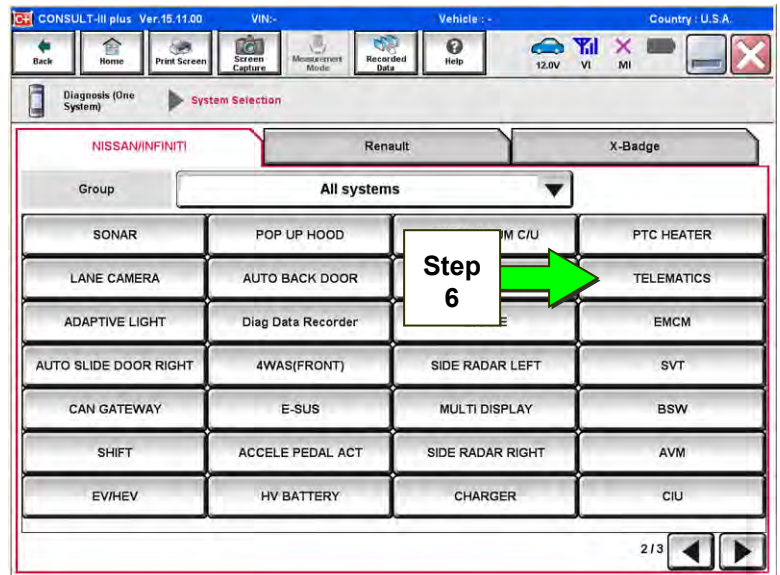 CONSULT-III plus Ver.15.11.00 VIN:- Vehicle : - Country : U.S.A.
Back Home Print Screen Screen Capture Measurement Mode Recorded Data Help 12.0V VI MI
Diagnosis (One System) System Selection
NISSAN/INFINITI Renault X-Badge
Group All systems
SONAR POP UP HOOD M C/U PTC HEATER
LANE CAMERA AUTO BACK DOOR Step 6 TELEMATICS
ADAPTIVE LIGHT Diag Data Recorder E EMCM
AUTO SLIDE DOOR RIGHT 4WAS(FRONT) SIDE RADAR LEFT SVT
CAN GATEWAY E-SUS MULTI DISPLAY BSW
SHIFT ACCELE PEDAL ACT SIDE RADAR RIGHT AVM
EV/HEV HV BATTERY CHARGER CIU
2/3